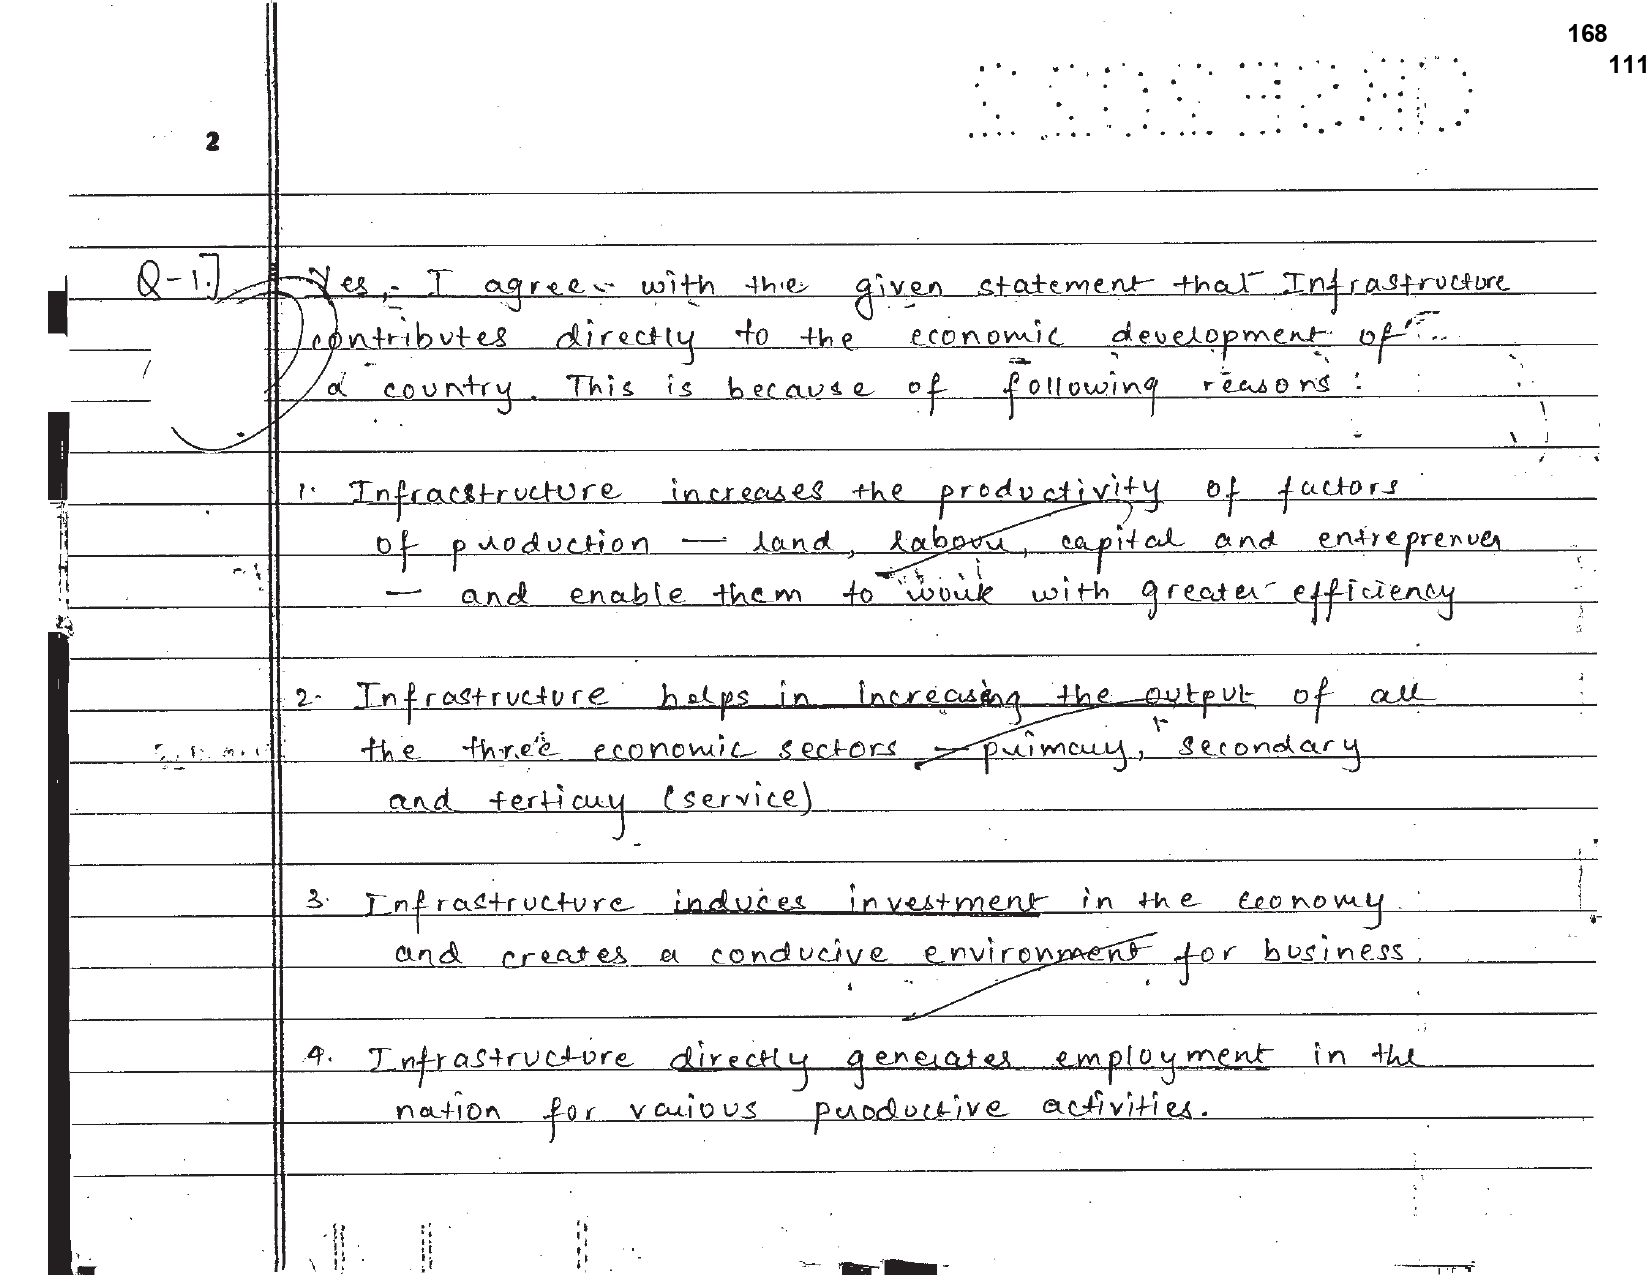 168
111
2
Q-1.] Yes, I agree with the given statement that Infrastructure
contributes directly to the economic development of
a country. This is because of following reasons:
1. Infracstructure increases the productivity of factors
of production — land, labour, capital and entreprenuer
— and enable them to work with greater efficiency
2. Infrastructure helps in increasing the output of all
the three economic sectors — primary, secondary
and tertiary (service)
3. Infrastructure induces investment in the economy
and creates a conducive environment for business.
4. Infrastructure directly generates employment in the
nation for various productive activities.